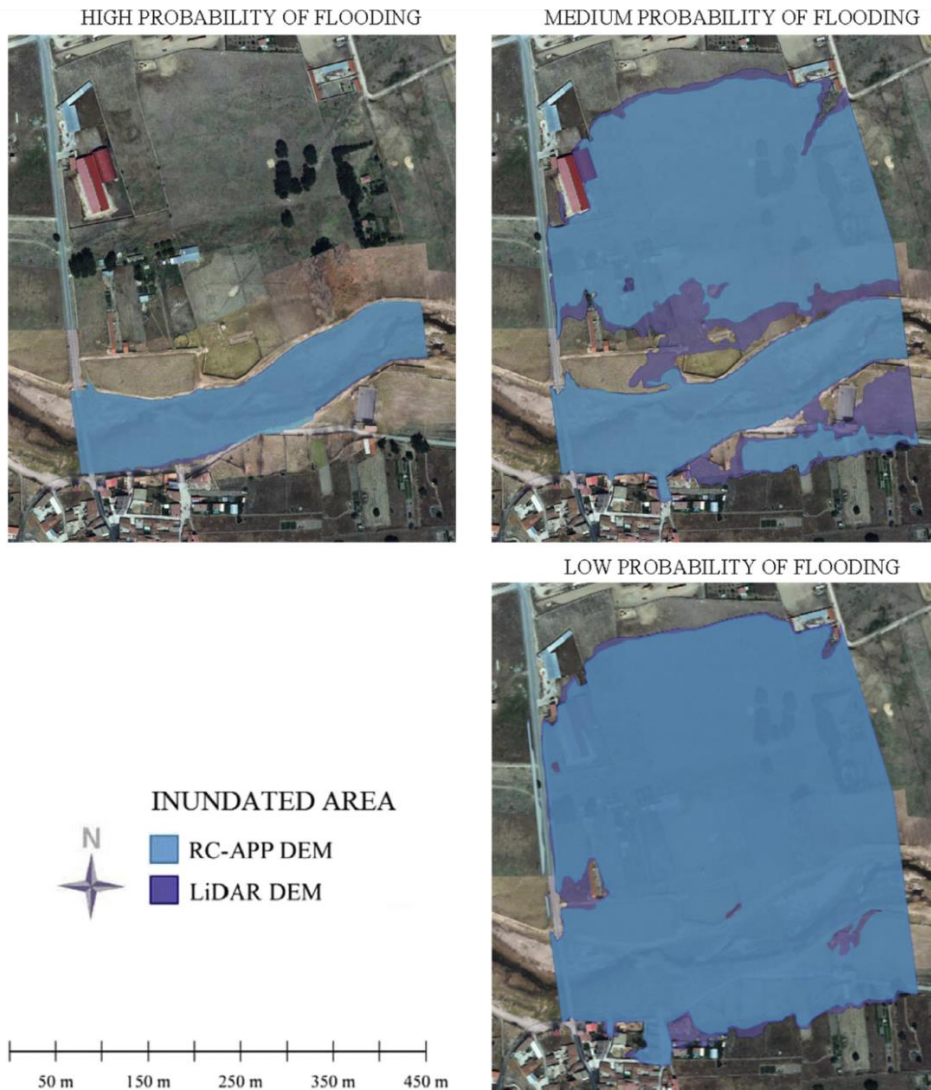 HIGH PROBABILITY OF FLOODING
MEDIUM PROBABILITY OF FLOODING
LOW PROBABILITY OF FLOODING
INUNDATED AREA
N
RC-APP DEM
LiDAR DEM
50 m 150 m 250 m 350 m 450 m